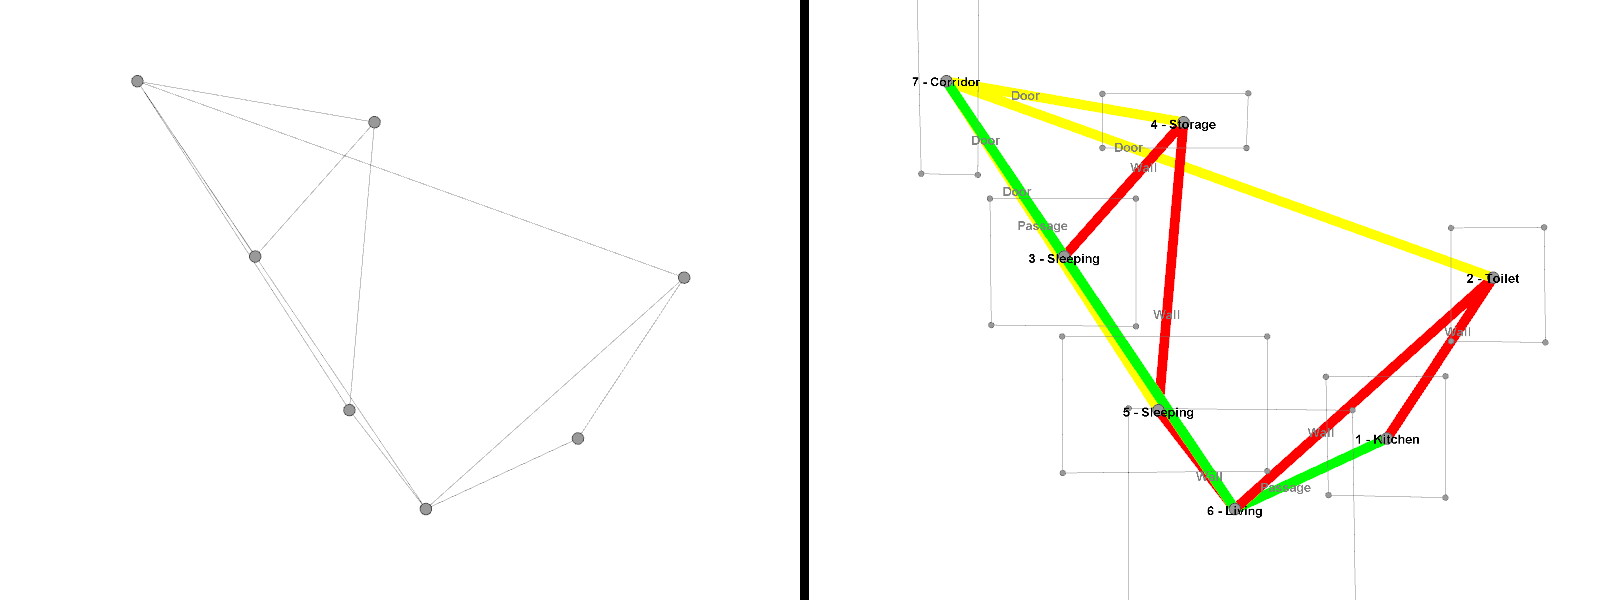 7 - Corridor
Door
4 - Storage
Door
Door
Wall
Door
Passage
3 - Sleeping
2 - Toilet
Wall
Wall
5 - Sleeping
Wall
1 - Kitchen
Wall
Passage
6 - Living